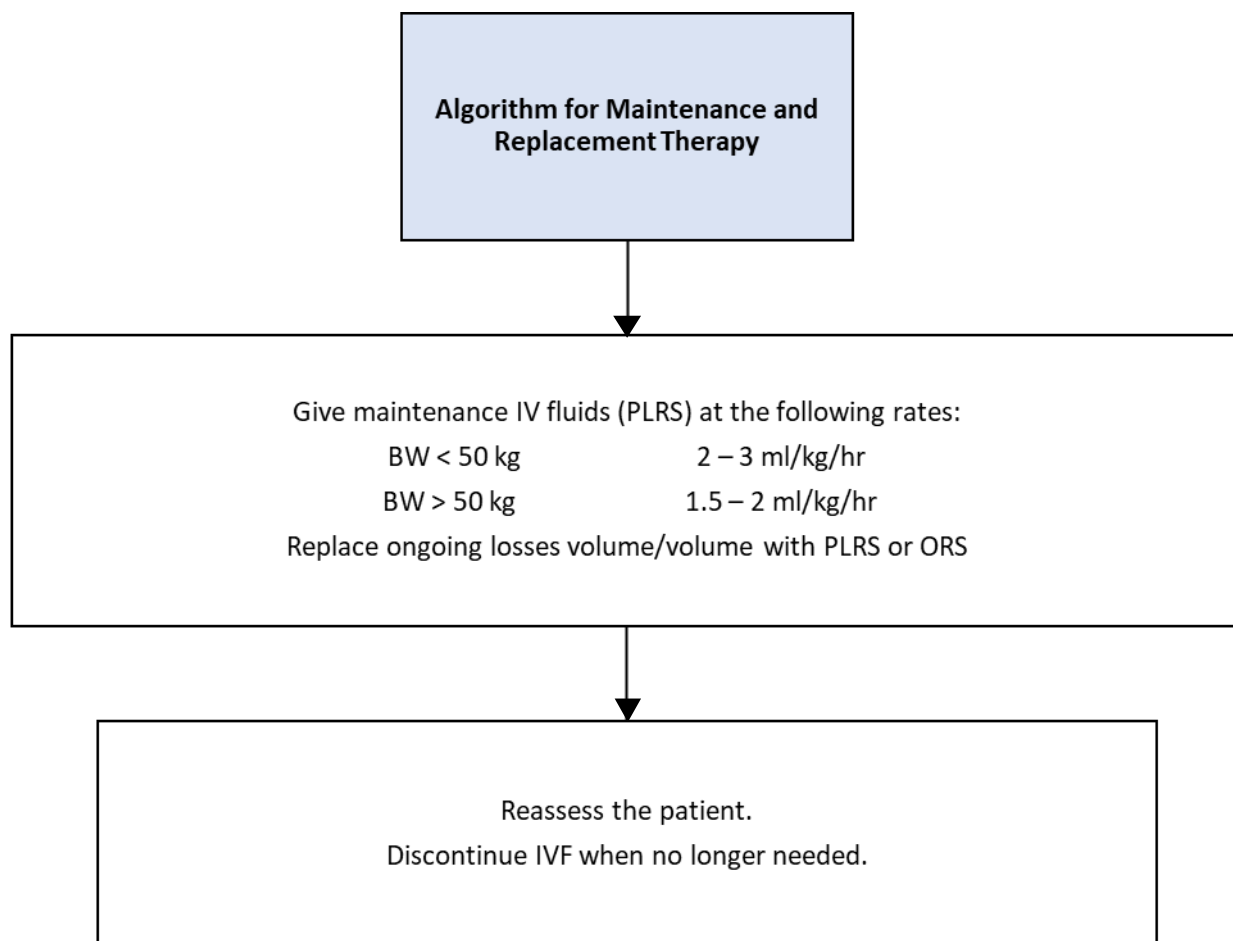 Algorithm for Maintenance and
Replacement Therapy
Give maintenance IV fluids (PLRS) at the following rates:
BW < 50 kg 2 – 3 ml/kg/hr
BW > 50 kg 1.5 – 2 ml/kg/hr
Replace ongoing losses volume/volume with PLRS or ORS
Reassess the patient.
Discontinue IVF when no longer needed.